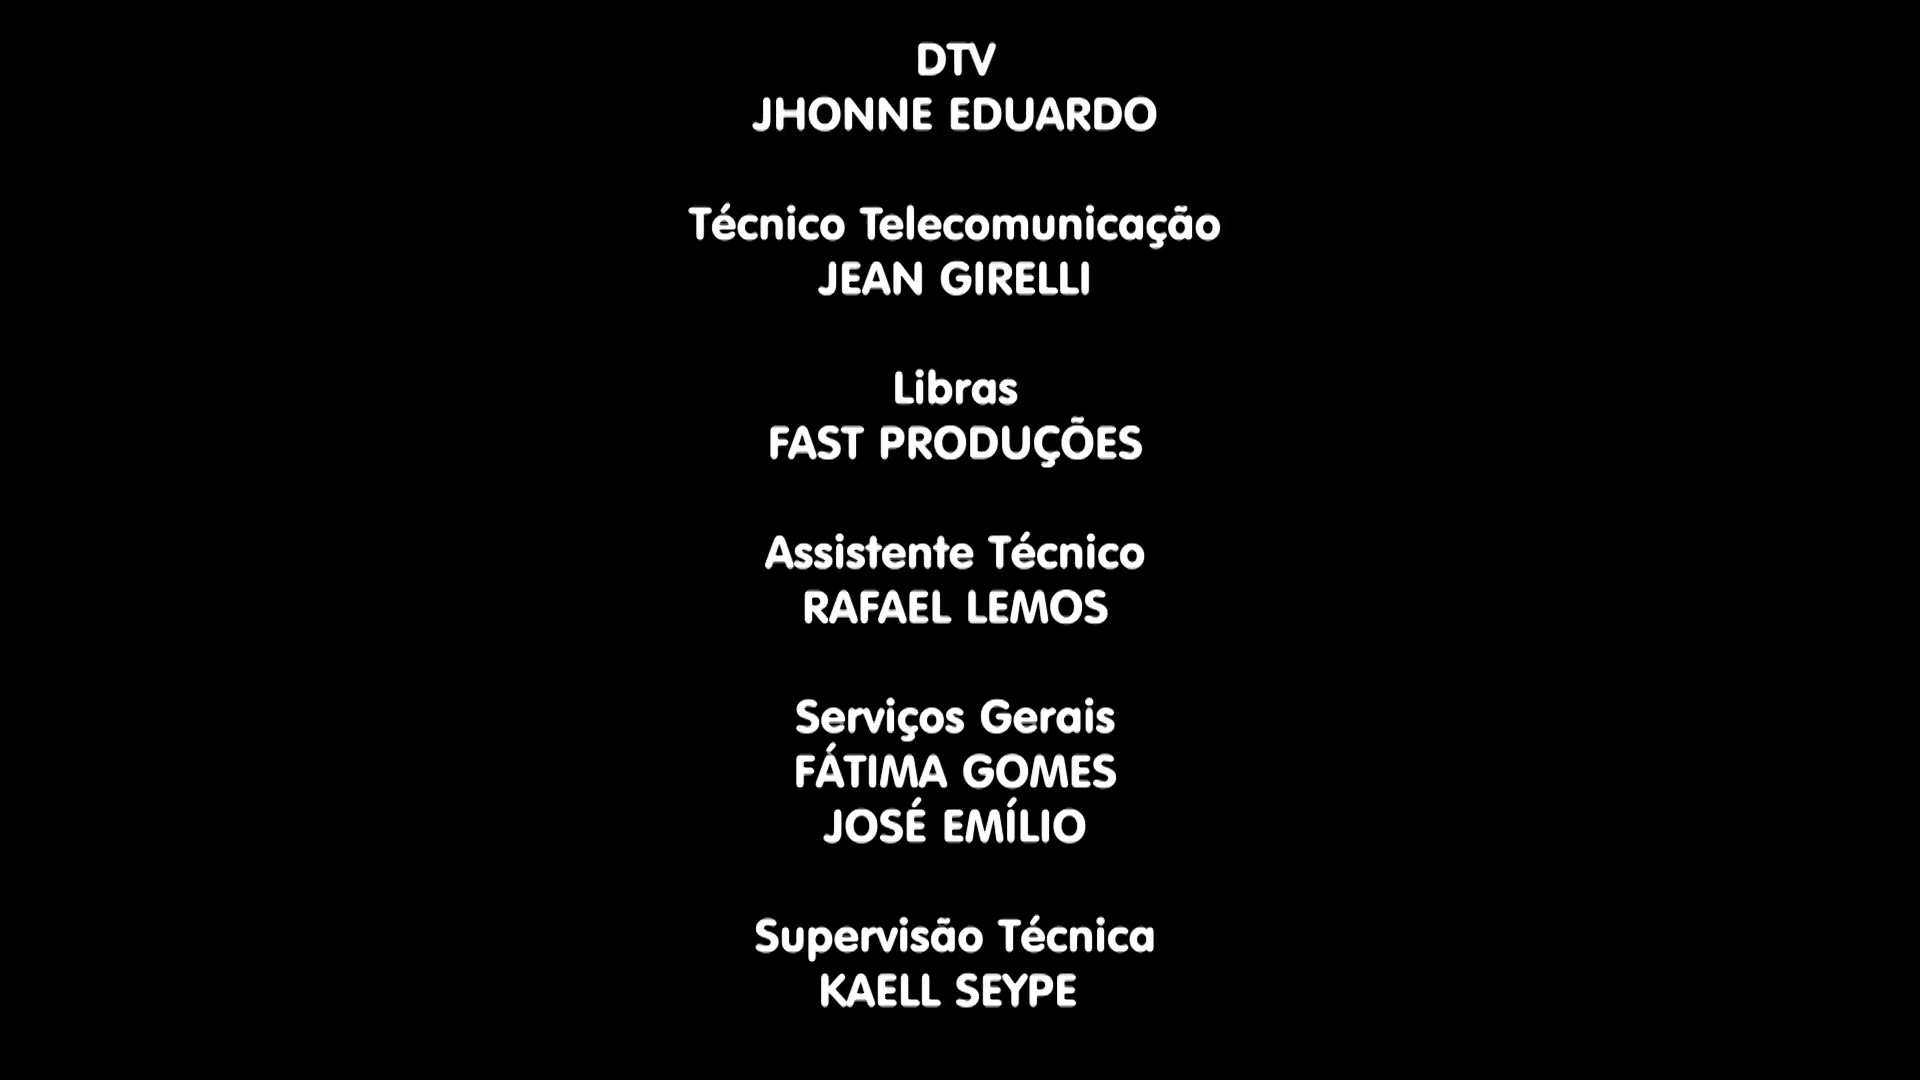 DTV
JHONNE EDUARDO
Técnico Telecomunicação
JEAN GIRELLI
Libras
FAST PRODUÇÕES
Assistente Técnico
RAFAEL LEMOS
Serviços Gerais
FÁTIMA GOMES
JOSÉ EMÍLIO
Supervisão Técnica
KAELL SEYPE